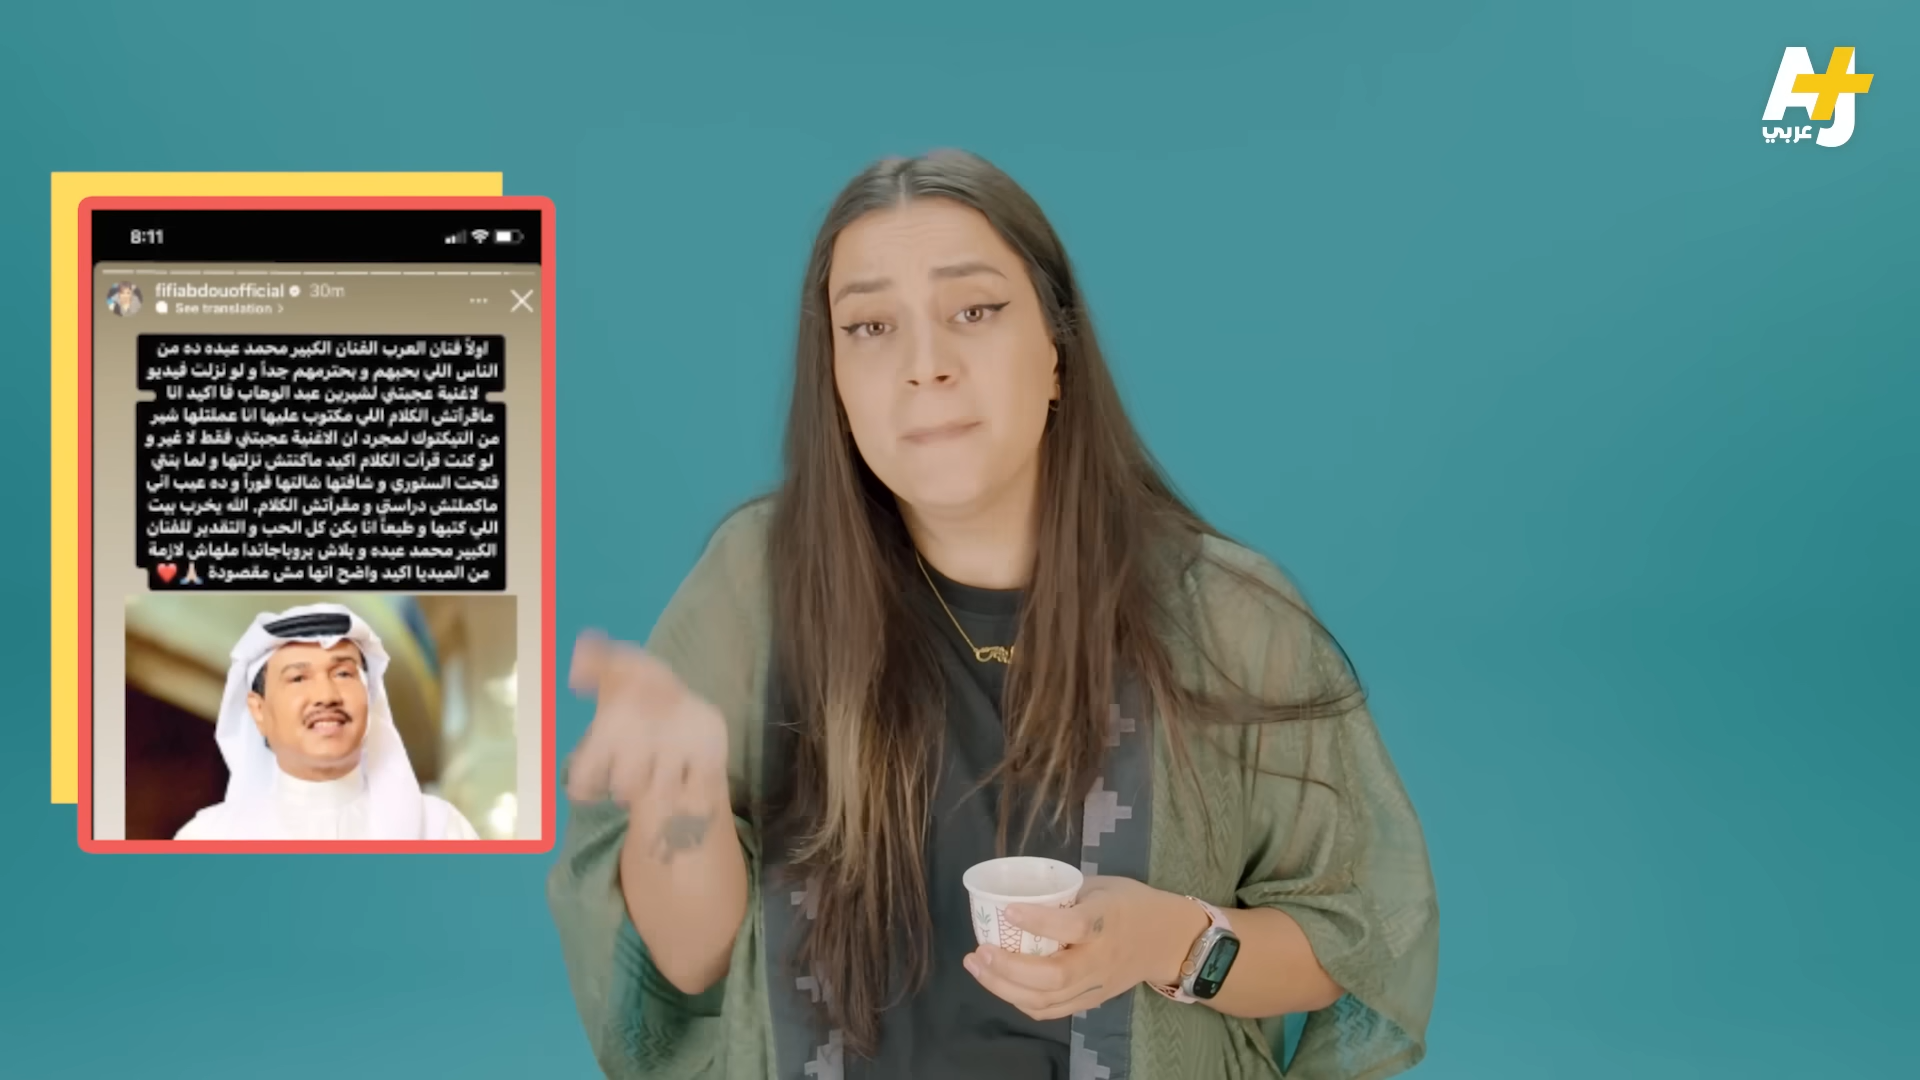 8:11
fifiabdouofficial 30m
See translation >
اولاً فنان العرب الفنان الكبير محمد عبده ده من
الناس اللي بحبهم و بحترمهم جداً و لو نزلت فيديو
لاغنية عجبتني لشيرين عبد الوهاب فا اكيد انا
ماقرأتش الكلام اللي مكتوب عليها انا عملتلها شير
من التيكتوك لمجرد ان الاغنية عجبتني فقط لا غير و
لو كنت قرأت الكلام اكيد ماكنتش نزلتها و لما بنتي
فتحت الستوري و شافتها شالتها فوراً و ده عيب اني
ماكملتش دراستي و مقرأتش الكلام. الله يخرب بيت
اللي كتبها و طبعاً انا بكن كل الحب و التقدير للفنان
الكبير محمد عبده و بلاش بروباجاندا ملهاش لازمة
من الميديا اكيد واضح انها مش مقصودة 🙏🏻❤️
AJ+
عربي